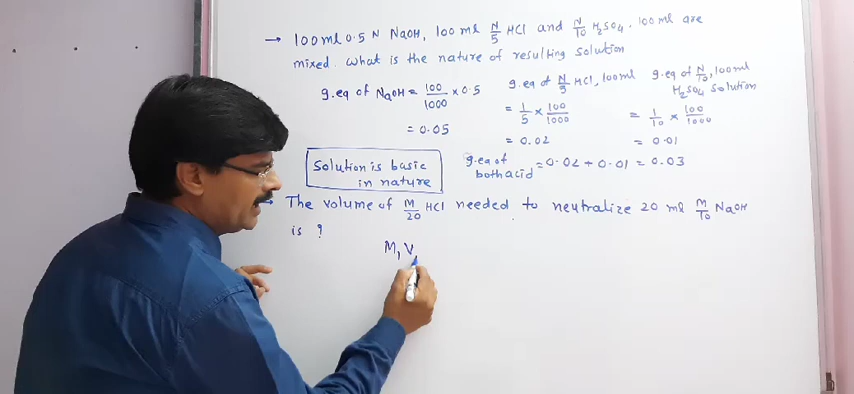 → 100ml 0.5 N NaOH, 100 ml N/5 HCl and N/10 H₂SO₄, 100 ml are
mixed. What is the nature of resulting solution
g.eq of NaOH = 100/1000 × 0.5
= 0.05
g.eq of N/5 HCl, 100ml
= 1/5 × 100/1000
= 0.02
g.eq of N/10, 100ml
H₂SO₄ solution
= 1/10 × 100/1000
= 0.01
Solution is basic
in nature
g.eq of
both acid = 0.02 + 0.01 = 0.03
→ The volume of M/20 HCl needed to neutralize 20 ml M/10 NaOH
is ?
M₁V